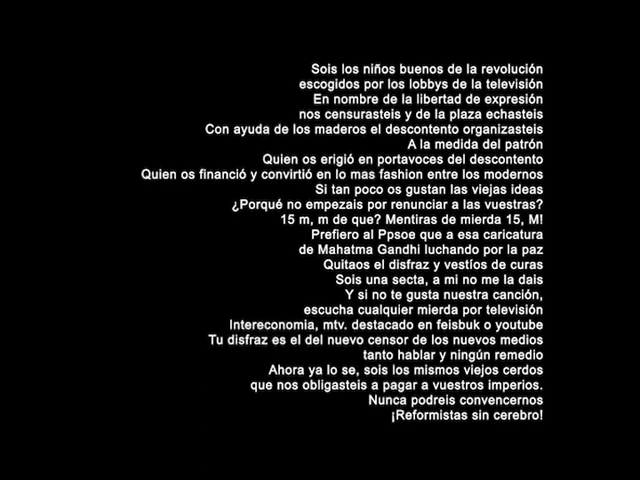 Sois los niños buenos de la revolución
escogidos por los lobbys de la televisión
En nombre de la libertad de expresión
nos censurasteis y de la plaza echasteis
Con ayuda de los maderos el descontento organizasteis
A la medida del patrón
Quien os erigió en portavoces del descontento
Quien os financió y convirtió en lo mas fashion entre los modernos
Si tan poco os gustan las viejas ideas
¿Porqué no empezais por renunciar a las vuestras?
15 m, m de que? Mentiras de mierda 15, M!
Prefiero al Ppsoe que a esa caricatura
de Mahatma Gandhi luchando por la paz
Quitaos el disfraz y vestíos de curas
Sois una secta, a mi no me la dais
Y si no te gusta nuestra canción,
escucha cualquier mierda por televisión
Intereconomia, mtv. destacado en feisbuk o youtube
Tu disfraz es el del nuevo censor de los nuevos medios
tanto hablar y ningún remedio
Ahora ya lo se, sois los mismos viejos cerdos
que nos obligasteis a pagar a vuestros imperios.
Nunca podreis convencernos
¡Reformistas sin cerebro!